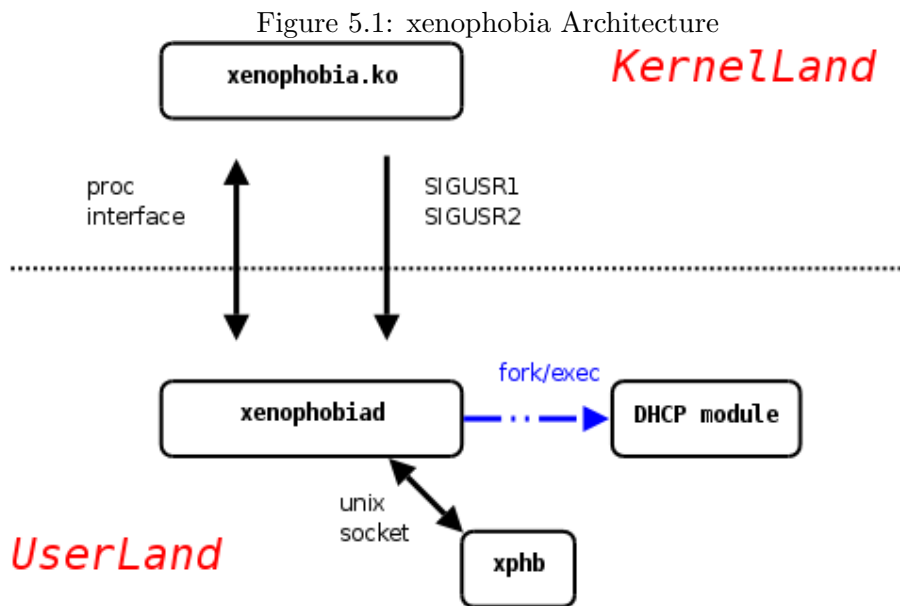 Figure 5.1: xenophobia Architecture
xenophobia.ko
KernelLand
proc
interface
SIGUSR1
SIGUSR2
fork/exec
xenophobiad
DHCP module
unix
socket
UserLand
xphb